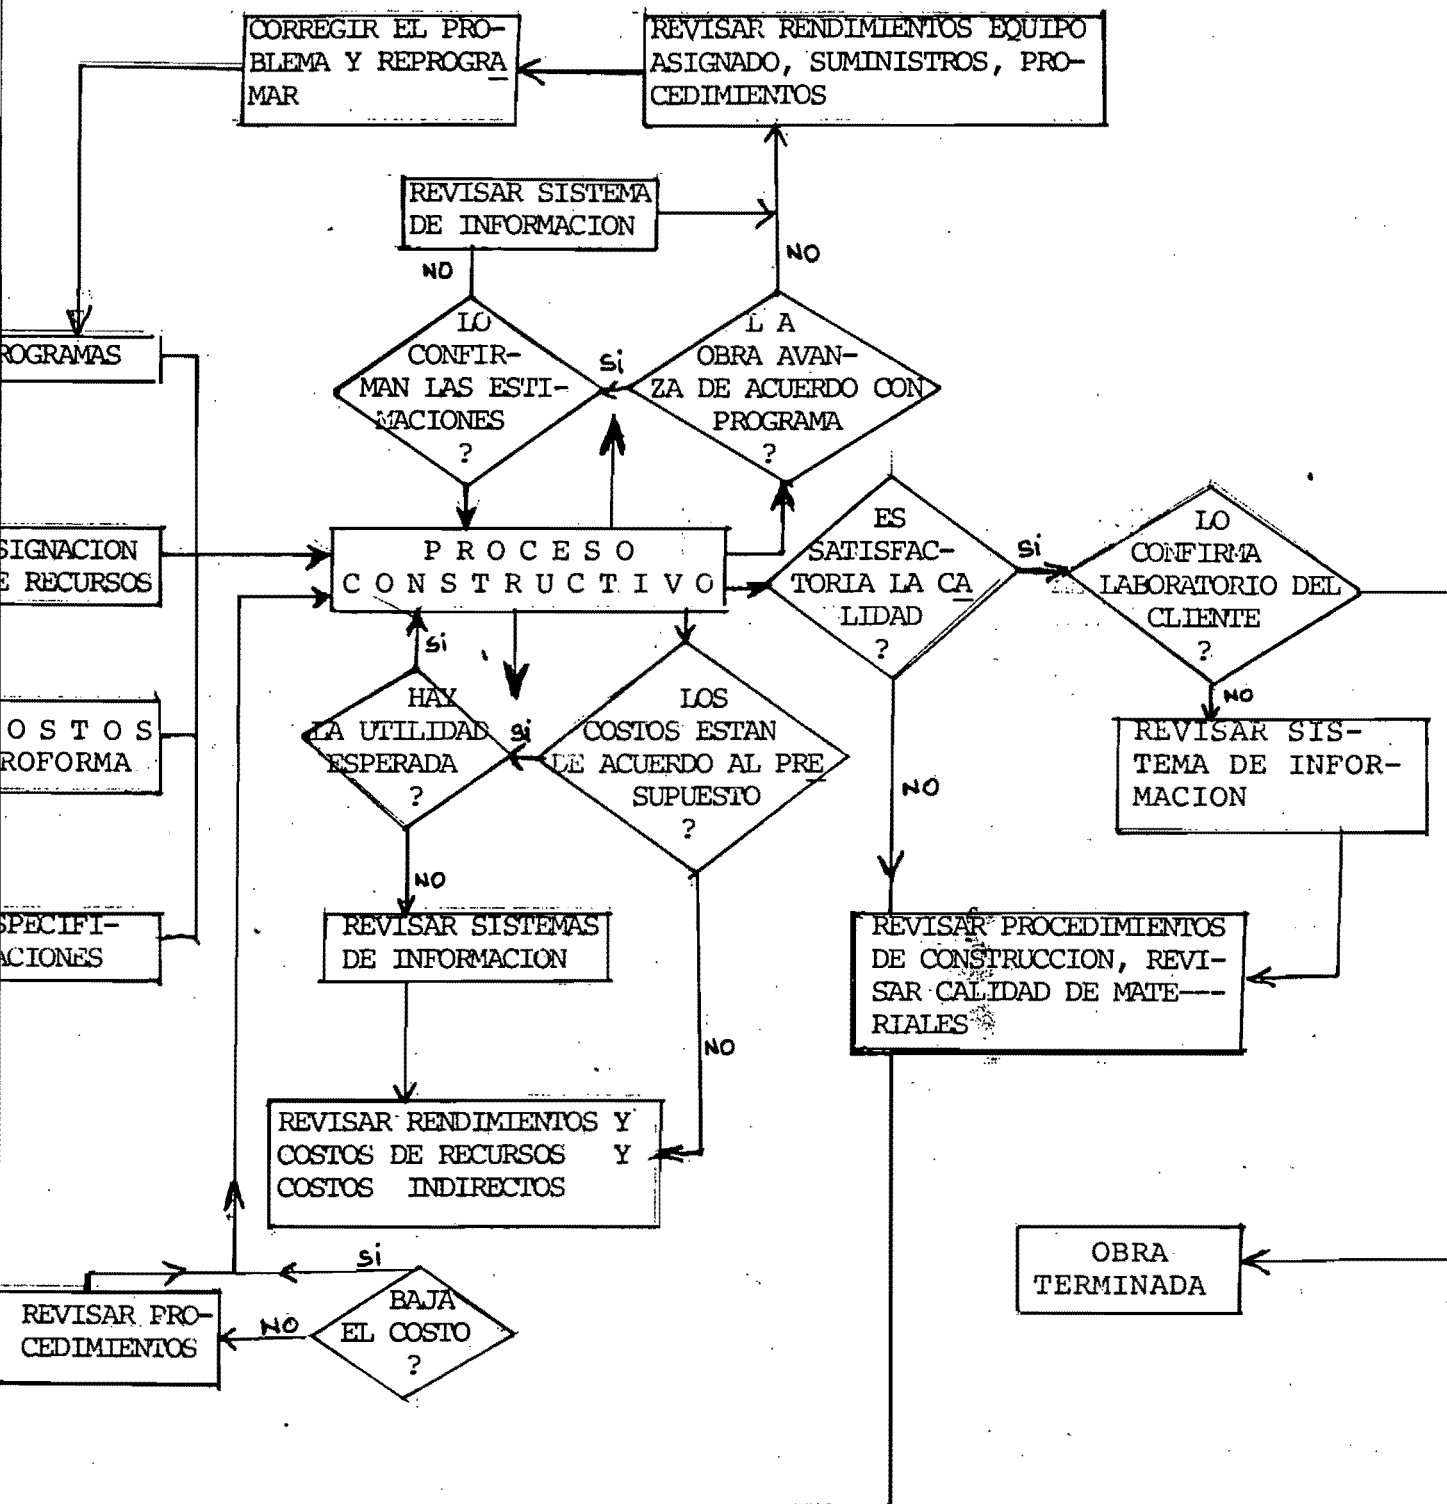 CORREGIR EL PRO-
BLEMA Y REPROGRA
MAR
REVISAR RENDIMIENTOS EQUIPO
ASIGNADO, SUMINISTROS, PRO-
CEDIMIENTOS
REVISAR SISTEMA
DE INFORMACION
NO
NO
LO
CONFIR-
MAN LAS ESTI-
MACIONES
?
Si
L A
OBRA AVAN-
ZA DE ACUERDO CON
PROGRAMA
?
ROGRAMAS
SIGNACION
E RECURSOS
P R O C E S O
C O N S T R U C T I V O
ES
SATISFAC-
TORIA LA CA
LIDAD
?
Si
LO
CONFIRMA
LABORATORIO DEL
CLIENTE
?
NO
Si
HAY
LA UTILIDAD
ESPERADA
?
Si
LOS
COSTOS ESTAN
DE ACUERDO AL PRE
SUPUESTO
?
O S T O S
ROFORMA
NO
REVISAR SIS-
TEMA DE INFOR-
MACION
NO
SPECIFI-
ACIONES
REVISAR SISTEMAS
DE INFORMACION
REVISAR PROCEDIMIENTOS
DE CONSTRUCCION, REVI-
SAR CALIDAD DE MATE---
RIALES
NO
REVISAR RENDIMIENTOS Y
COSTOS DE RECURSOS Y
COSTOS INDIRECTOS
Si
BAJA
EL COSTO
?
NO
REVISAR PRO-
CEDIMIENTOS
OBRA
TERMINADA